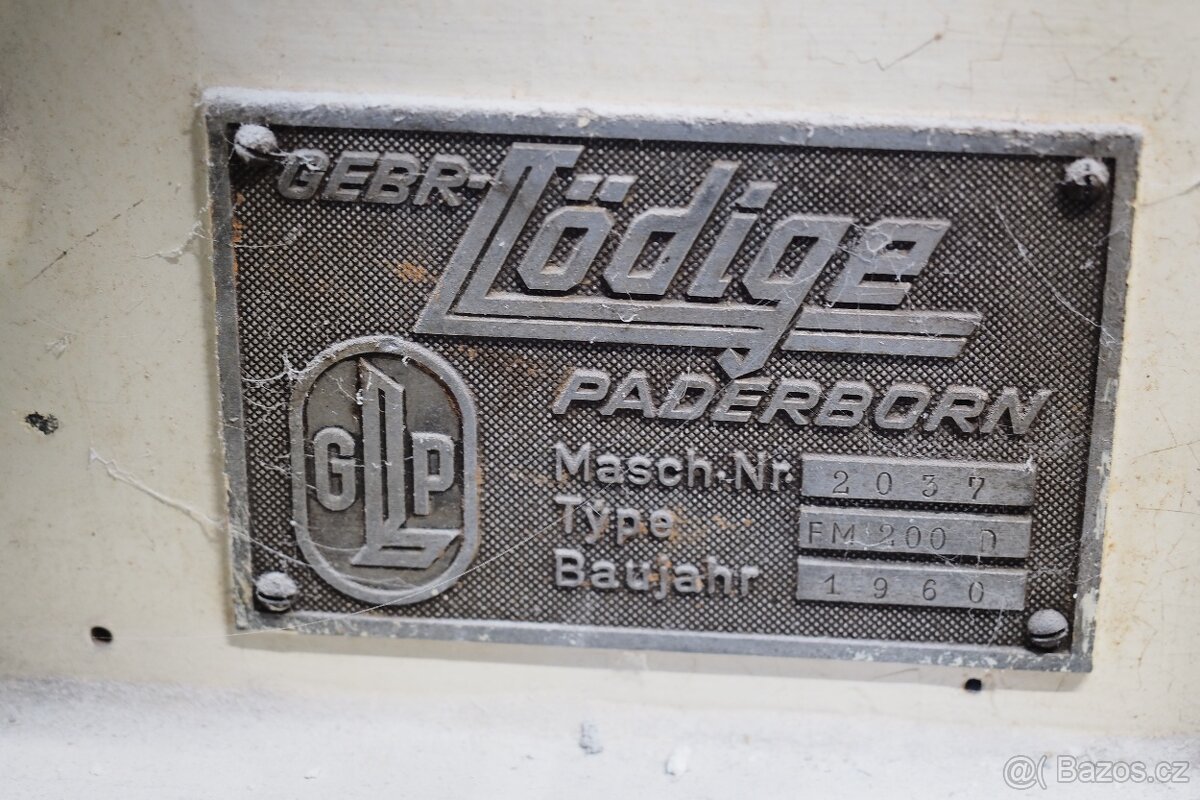 GEBR-Lödige
PADERBORN
GLP
Masch.Nr. 2037
Type FM 200 D
Baujahr 1960
@( Bazos.cz